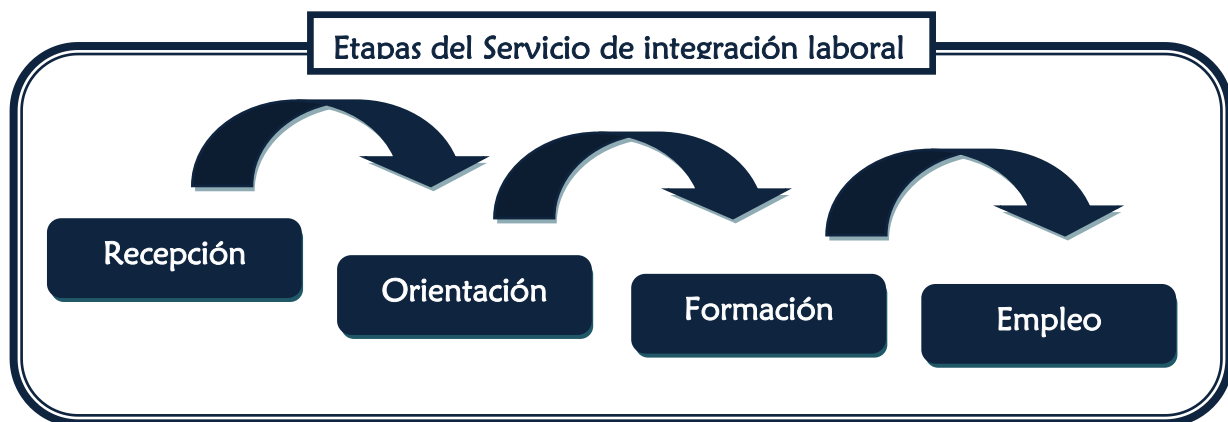 Etapas del Servicio de integración laboral
Recepción
Orientación
Formación
Empleo